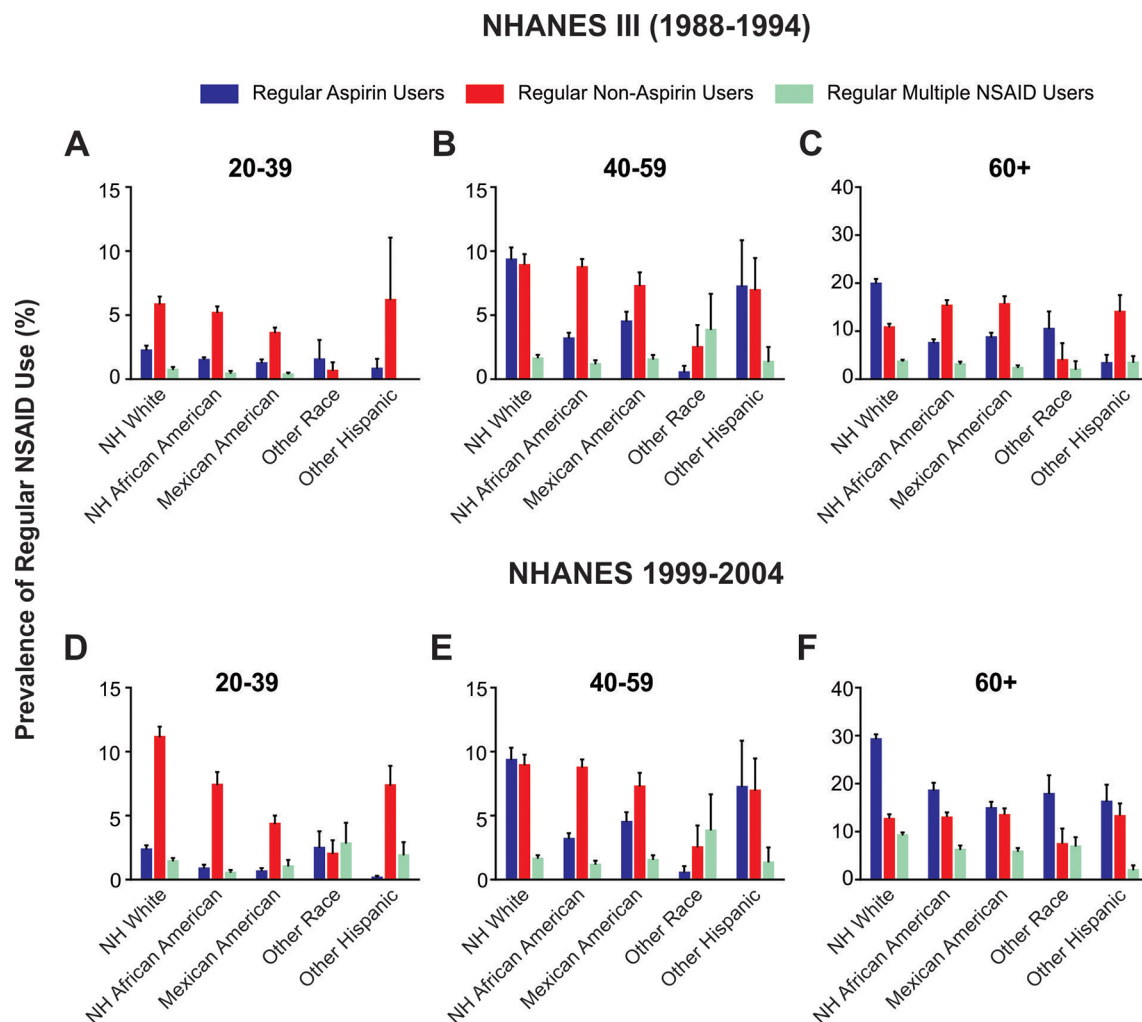 NHANES III (1988-1994)
Regular Aspirin Users Regular Non-Aspirin Users Regular Multiple NSAID Users
Prevalence of Regular NSAID Use (%)
A
20-39
15
10
5
0
NH White
NH African American
Mexican American
Other Race
Other Hispanic
B
40-59
15
10
5
0
NH White
NH African American
Mexican American
Other Race
Other Hispanic
C
60+
40
30
20
10
0
NH White
NH African American
Mexican American
Other Race
Other Hispanic
NHANES 1999-2004
D
20-39
15
10
5
0
NH White
NH African American
Mexican American
Other Race
Other Hispanic
E
40-59
15
10
5
0
NH White
NH African American
Mexican American
Other Race
Other Hispanic
F
60+
40
30
20
10
0
NH White
NH African American
Mexican American
Other Race
Other Hispanic